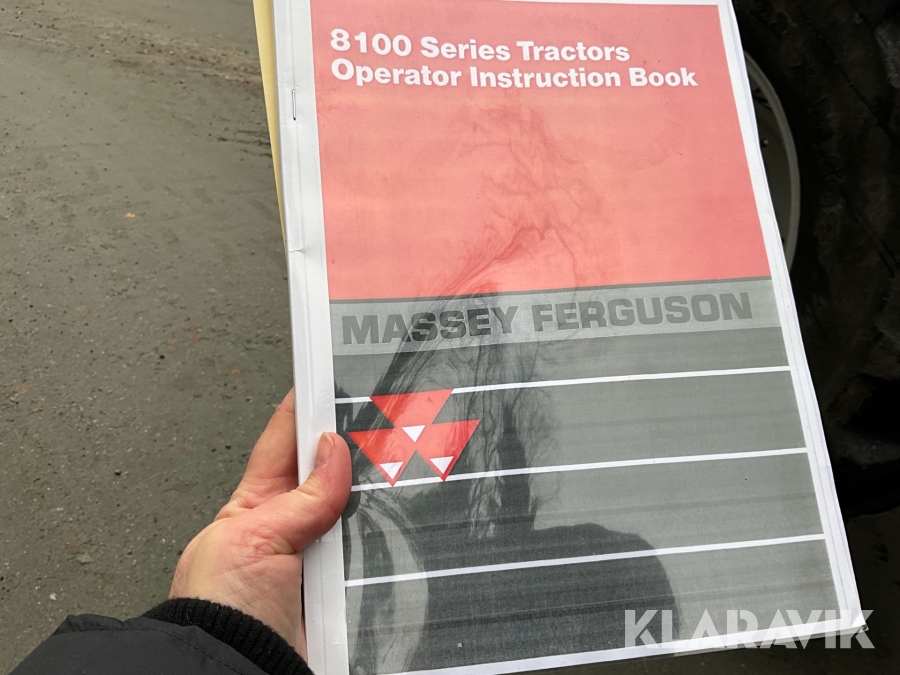 8100 Series Tractors
Operator Instruction Book
MASSEY FERGUSON
KLARAVIK